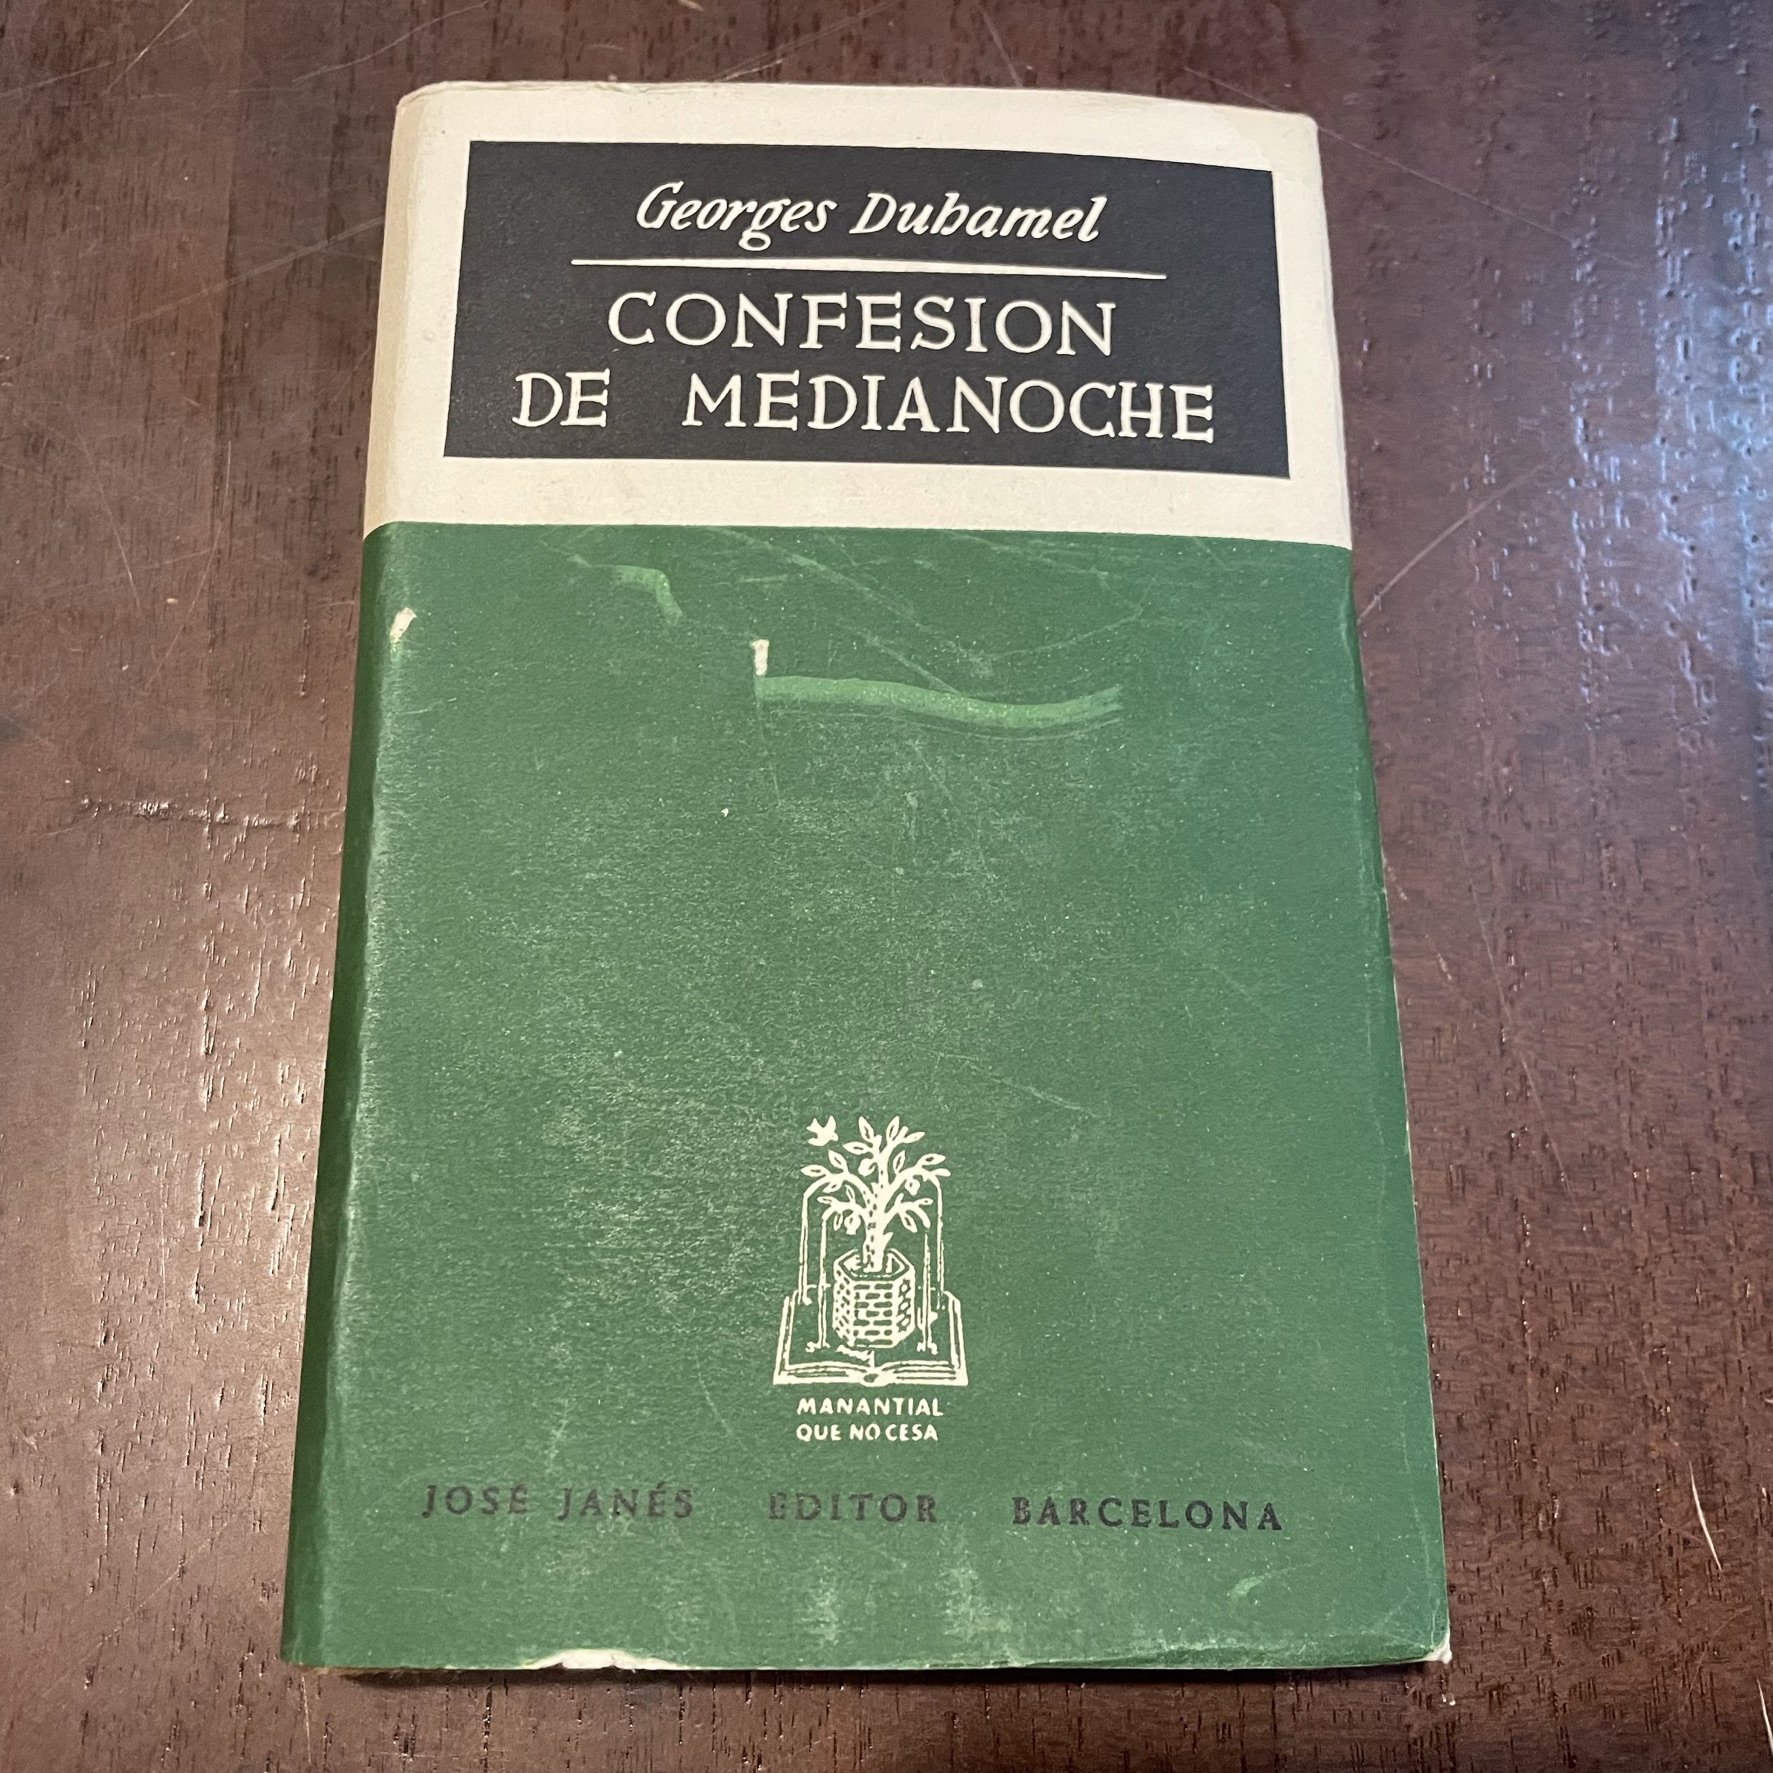 Georges Duhamel
CONFESION
DE MEDIANOCHE
MANANTIAL
QUE NO CESA
JOSÉ JANÉS EDITOR BARCELONA